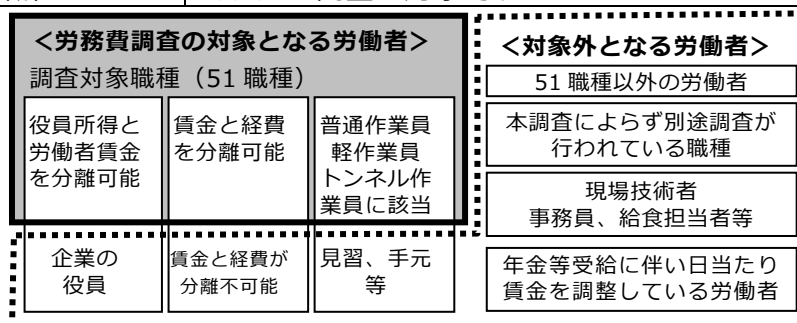 ＜労務費調査の対象となる労働者＞
調査対象職種（51 職種）
役員所得と
労働者賃金
を分離可能
賃金と経費
を分離可能
普通作業員
軽作業員
トンネル作
業員に該当
企業の
役員
賃金と経費が
分離不可能
見習、手元
等
＜対象外となる労働者＞
51 職種以外の労働者
本調査によらず別途調査が
行われている職種
現場技術者
事務員、給食担当者等
年金等受給に伴い日当たり
賃金を調整している労働者